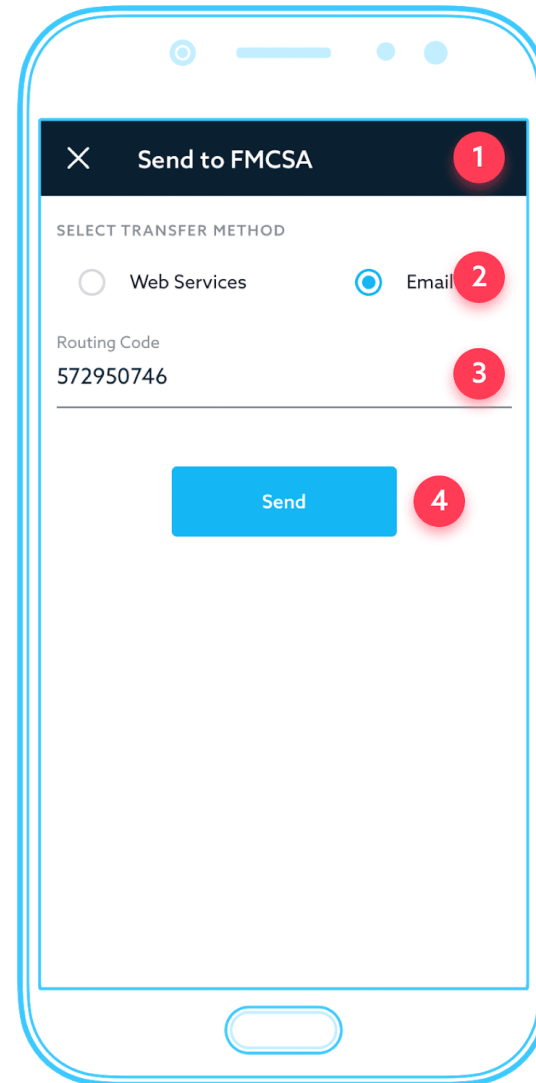 Send to FMCSA 1
SELECT TRANSFER METHOD
Web Services Email 2
Routing Code
572950746 3
Send 4